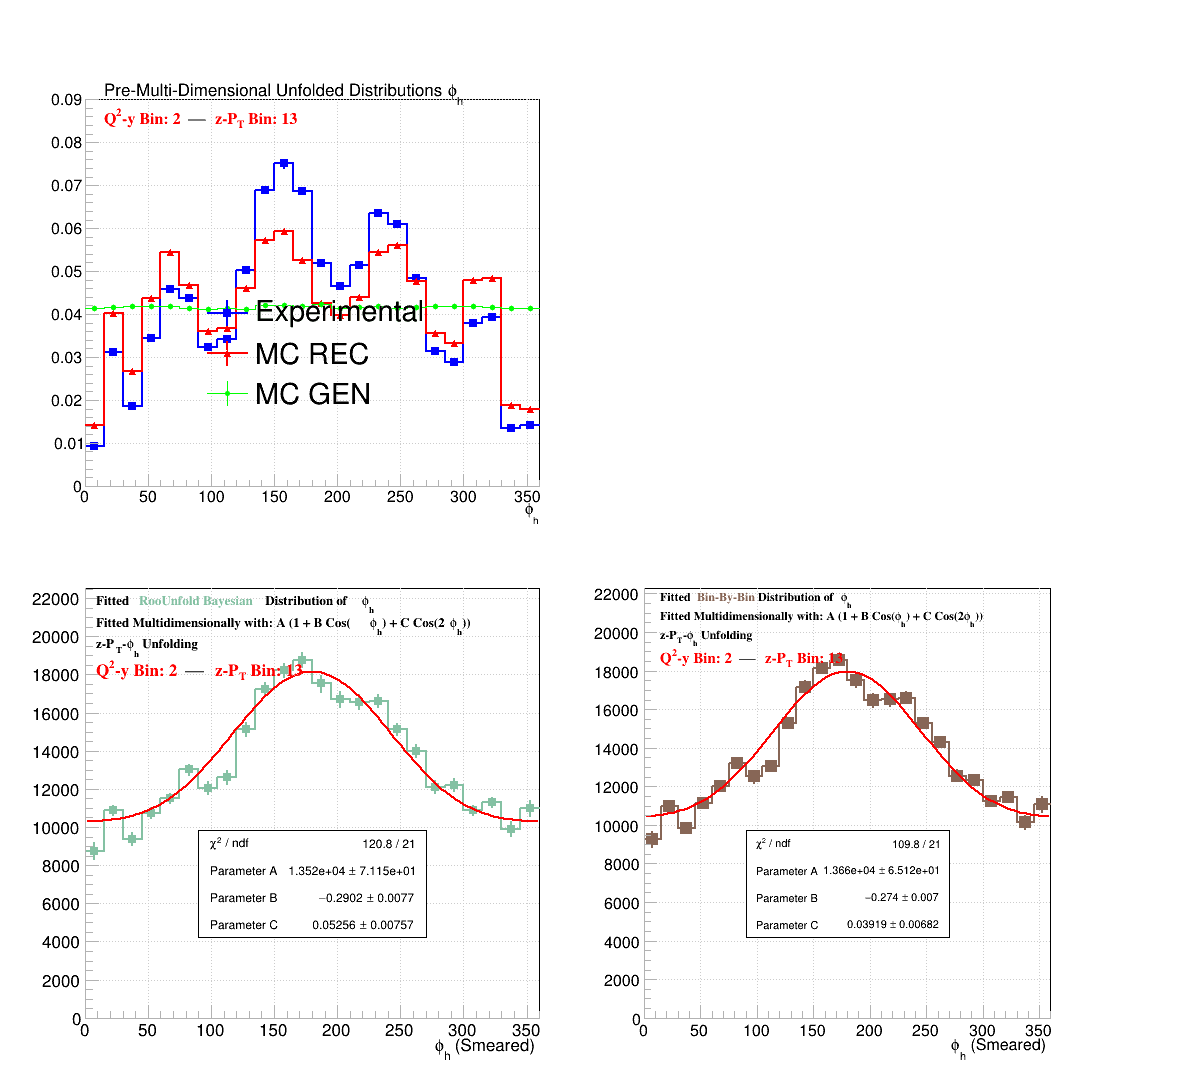 Pre-Multi-Dimensional Unfolded Distributions ϕh
Q2-y Bin: 2 — z-PT Bin: 13
0.09
0.08
0.07
0.06
0.05
0.04
0.03
0.02
0.01
0
Experimental
MC REC
MC GEN
0 50 100 150 200 250 300 350
ϕh
Fitted RooUnfold Bayesian Distribution of ϕh
Fitted Multidimensionally with: A (1 + B Cos( ϕh) + C Cos(2 ϕh))
z-PT-ϕh Unfolding
Q2-y Bin: 2 — z-PT Bin: 13
22000
20000
18000
16000
14000
12000
10000
8000
6000
4000
2000
0
χ2 / ndf 120.8 / 21
Parameter A 1.352e+04 ± 7.115e+01
Parameter B −0.2902 ± 0.0077
Parameter C 0.05256 ± 0.00757
0 50 100 150 200 250 300 350
ϕh (Smeared)
Fitted Bin-By-Bin Distribution of ϕh
Fitted Multidimensionally with: A (1 + B Cos(ϕh) + C Cos(2ϕh))
z-PT-ϕh Unfolding
Q2-y Bin: 2 — z-PT Bin: 13
22000
20000
18000
16000
14000
12000
10000
8000
6000
4000
2000
0
χ2 / ndf 109.8 / 21
Parameter A 1.366e+04 ± 6.512e+01
Parameter B −0.274 ± 0.007
Parameter C 0.03919 ± 0.00682
0 50 100 150 200 250 300 350
ϕh (Smeared)